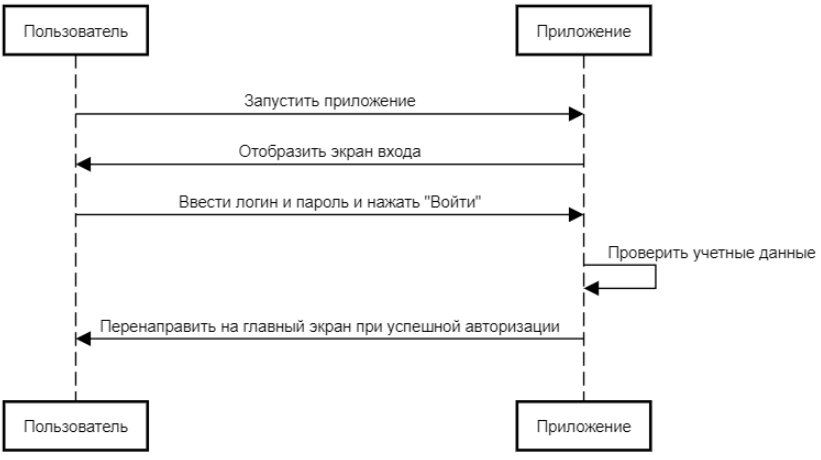 Пользователь
Приложение
Запустить приложение
Отобразить экран входа
Ввести логин и пароль и нажать "Войти"
Проверить учетные данные
Перенаправить на главный экран при успешной авторизации
Пользователь
Приложение